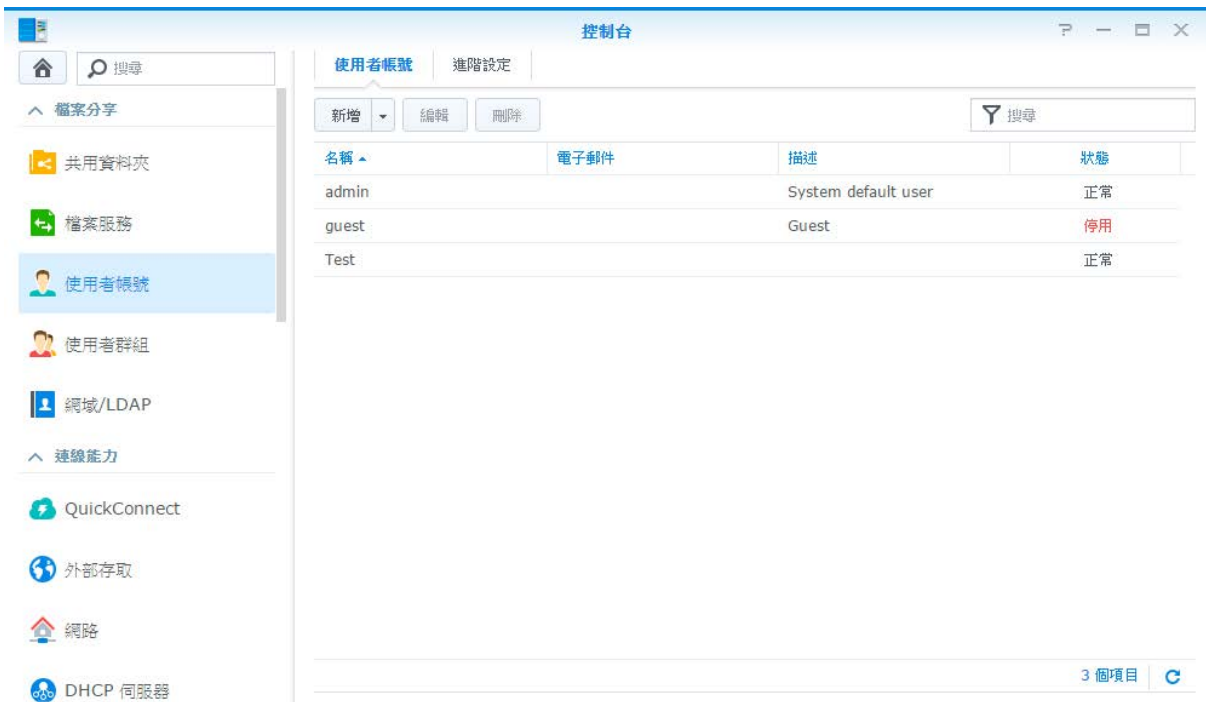 控制台
搜尋
檔案分享
共用資料夾
檔案服務
使用者帳號
使用者群組
網域/LDAP
連線能力
QuickConnect
外部存取
網路
DHCP 伺服器
使用者帳號 進階設定
新增 編輯 刪除 搜尋
名稱 電子郵件 描述 狀態
admin System default user 正常
guest Guest 停用
Test 正常
3 個項目